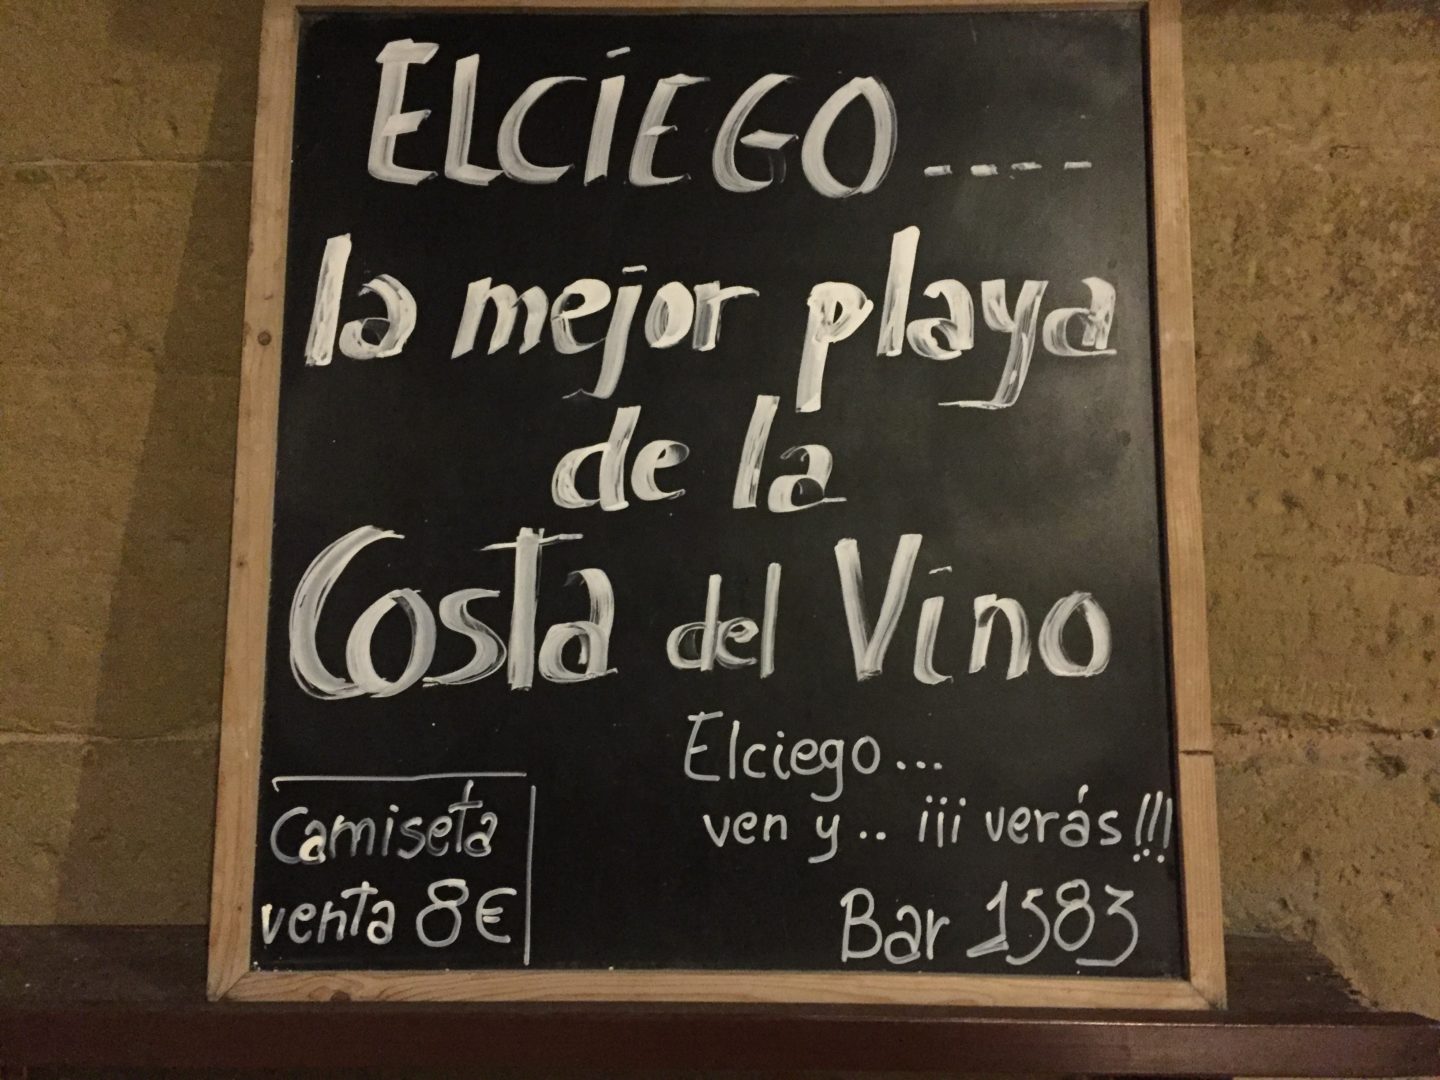 ELCIEGO----
la mejor playa
de la
Costa del Vino
Elciego...
ven y.. ¡¡¡ verás!!!
Bar 1583
Camiseta
venta 8€